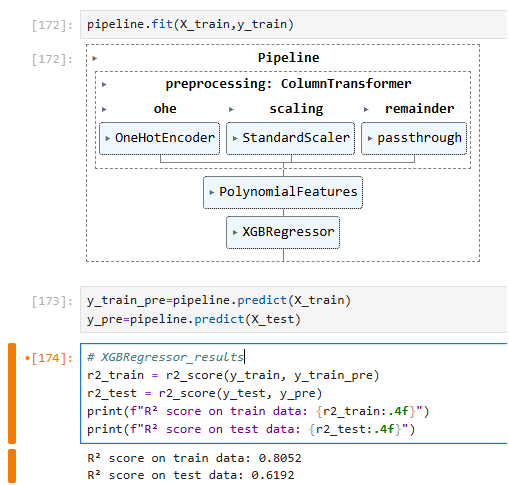 [172]: pipeline.fit(X_train,y_train)
[172]:
Pipeline
preprocessing: ColumnTransformer
ohe scaling remainder
OneHotEncoder StandardScaler passthrough
PolynomialFeatures
XGBRegressor
[173]: y_train_pre=pipeline.predict(X_train)
y_pre=pipeline.predict(X_test)
[174]: # XGBRegressor_results
r2_train = r2_score(y_train, y_train_pre)
r2_test = r2_score(y_test, y_pre)
print(f"R² score on train data: {r2_train:.4f}")
print(f"R² score on test data: {r2_test:.4f}")
R² score on train data: 0.8052
R² score on test data: 0.6192